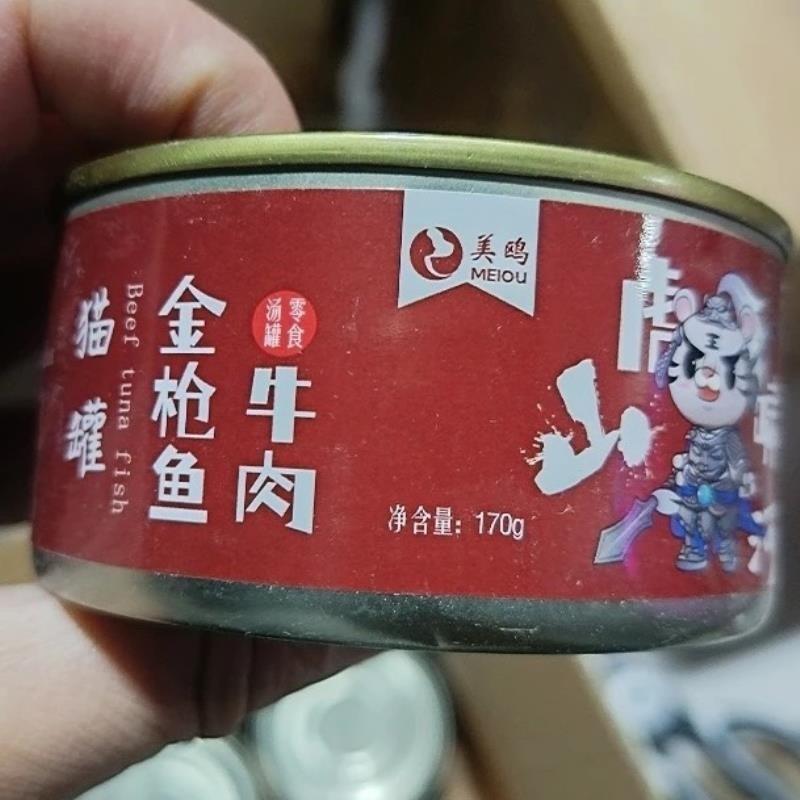 美鸥
MEIOU
零食
汤罐
牛肉
金枪鱼
Beef tuna fish
猫罐
净含量：170g
山